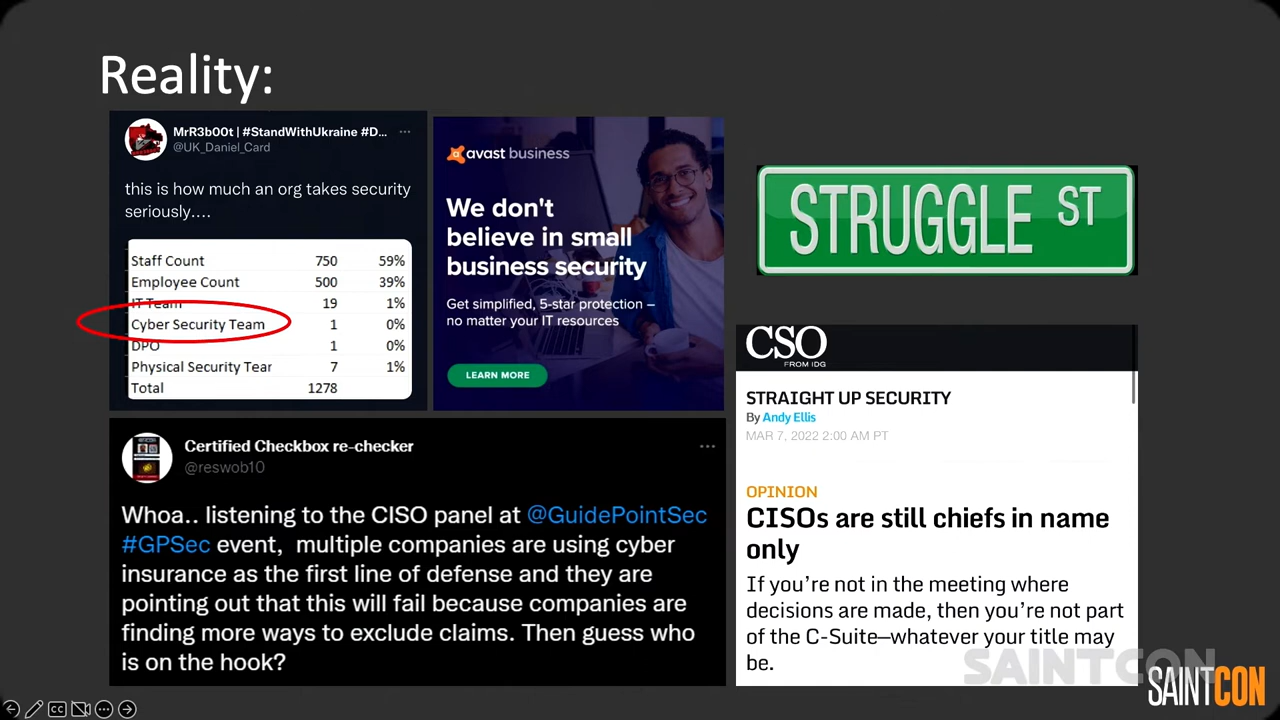 Reality:
MrR3b00t | #StandWithUkraine #D...
@UK_Daniel_Card
this is how much an org takes security
seriously....
Staff Count 750 59%
Employee Count 500 39%
IT Team 19 1%
Cyber Security Team 1 0%
DPO 1 0%
Physical Security Tear 7 1%
Total 1278
avast business
We don't
believe in small
business security
Get simplified, 5-star protection –
no matter your IT resources
LEARN MORE
STRUGGLE ST
Certified Checkbox re-checker
@reswob10
Whoa.. listening to the CISO panel at @GuidePointSec
#GPSec event, multiple companies are using cyber
insurance as the first line of defense and they are
pointing out that this will fail because companies are
finding more ways to exclude claims. Then guess who
is on the hook?
CSO
FROM IDG
STRAIGHT UP SECURITY
By Andy Ellis
MAR 7, 2022 2:00 AM PT
OPINION
CISOs are still chiefs in name
only
If you're not in the meeting where
decisions are made, then you're not part
of the C-Suite—whatever your title may
be.
SAINTCON
SAINTCON
CC